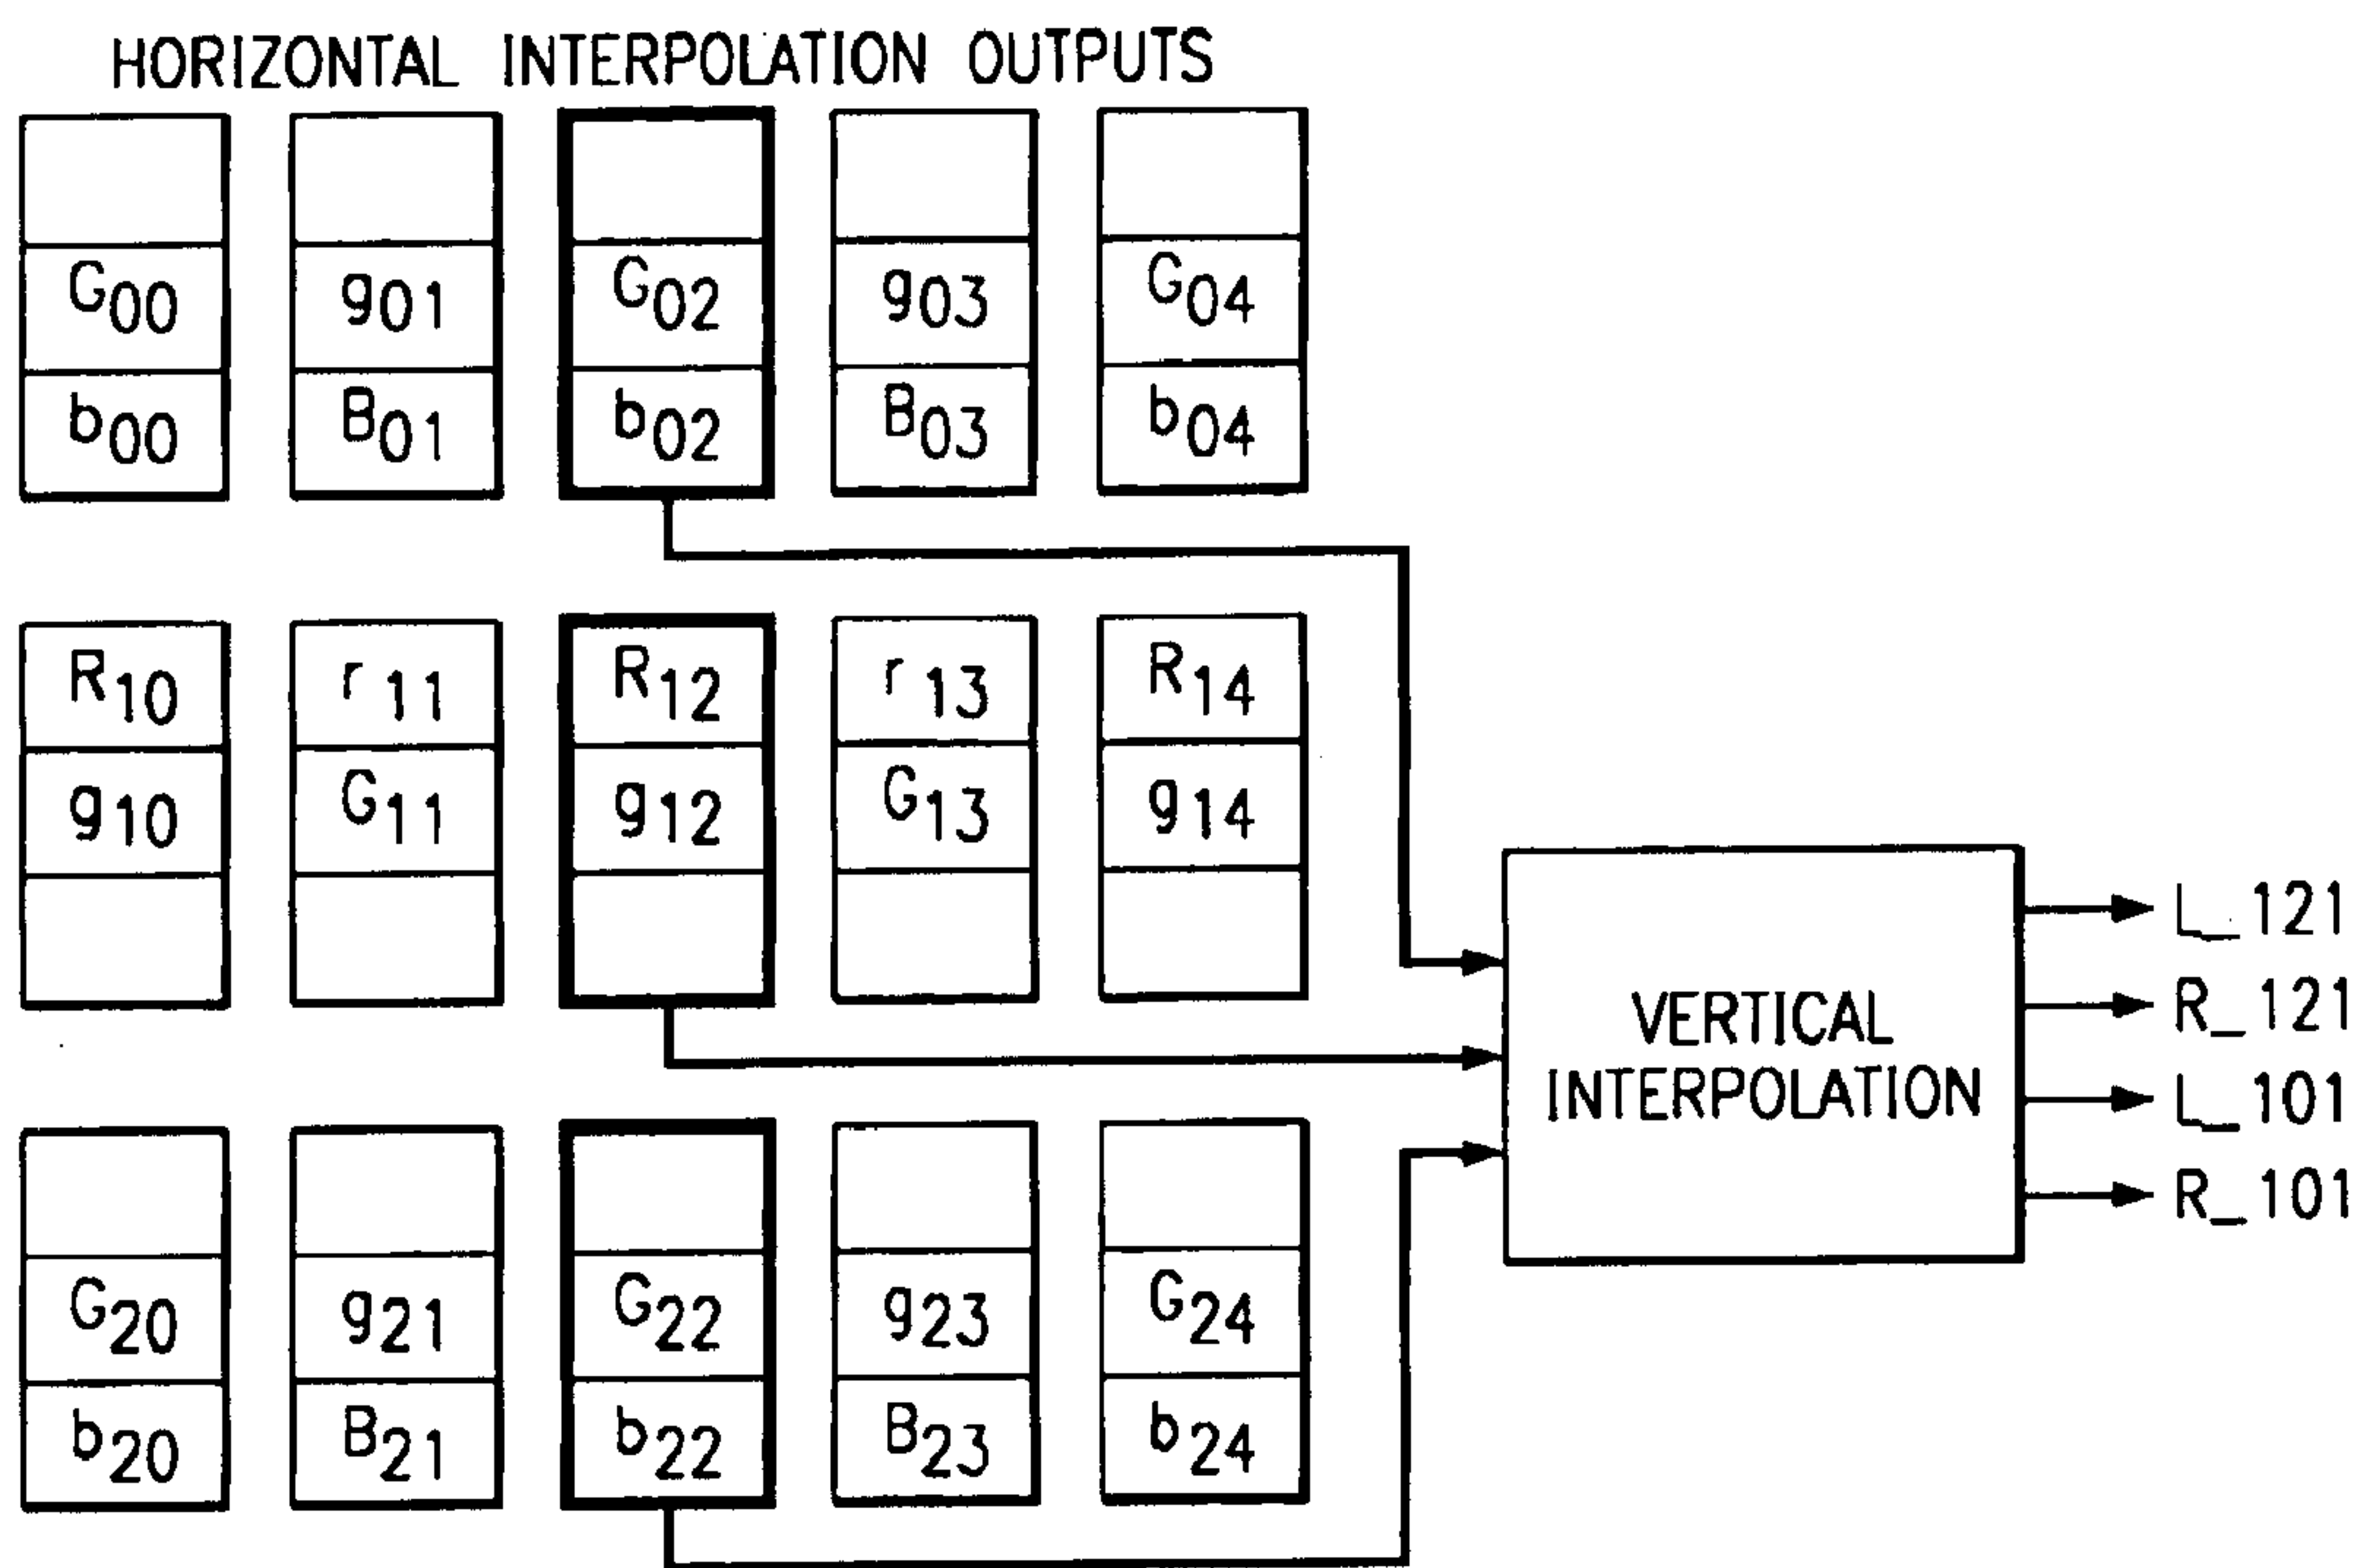 HORIZONTAL INTERPOLATION OUTPUTS
G00 g01 G02 g03 G04
b00 B01 b02 B03 b04
R10 r11 R12 r13 R14
g10 G11 g12 G13 g14
L_121
R_121
VERTICAL
INTERPOLATION
L_101
R_101
G20 g21 G22 g23 G24
b20 B21 b22 B23 b24